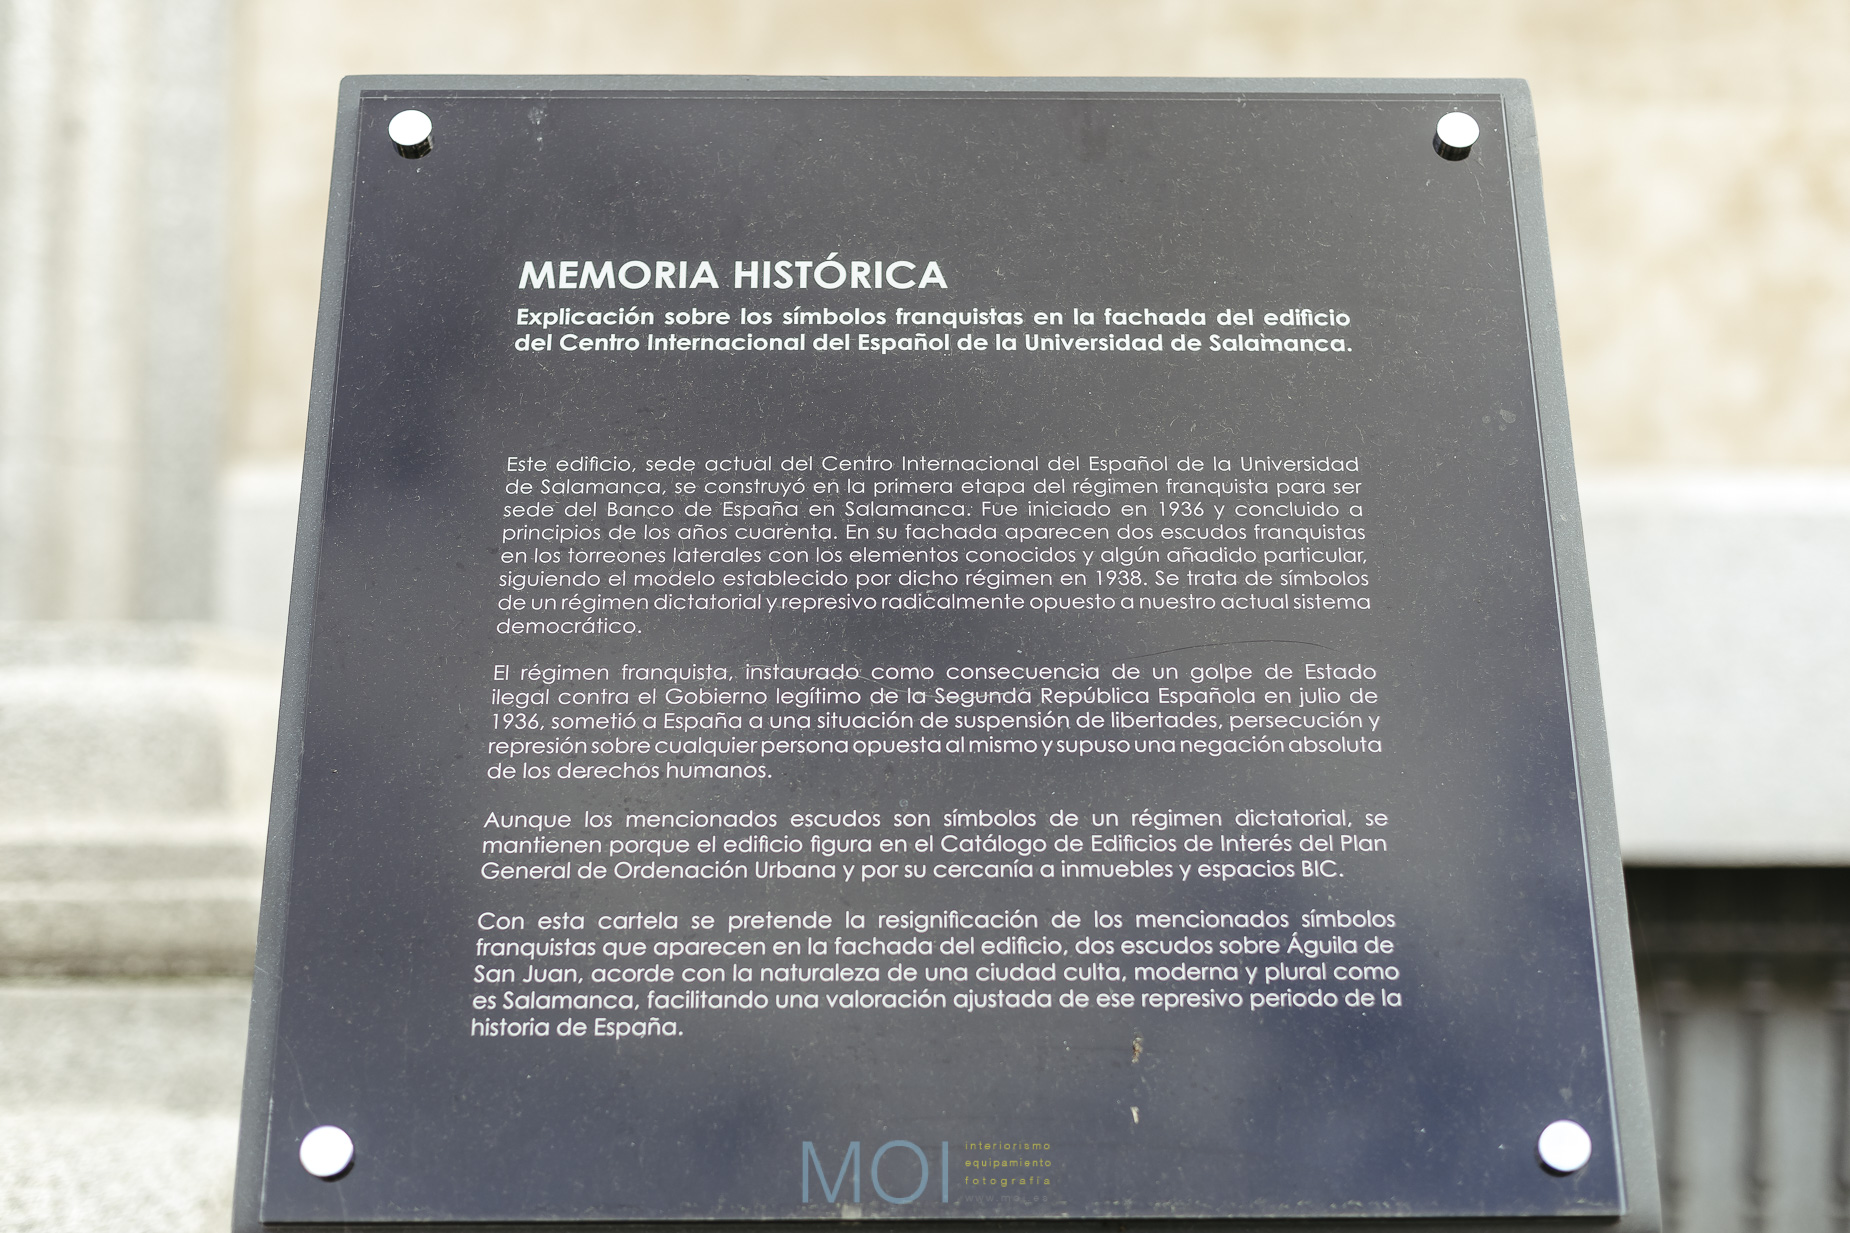 MEMORIA HISTÓRICA
Explicación sobre los símbolos franquistas en la fachada del edificio
del Centro Internacional del Español de la Universidad de Salamanca.
Este edificio, sede actual del Centro Internacional del Español de la Universidad
de Salamanca, se construyó en la primera etapa del régimen franquista para ser
sede del Banco de España en Salamanca. Fue iniciado en 1936 y concluido a
principios de los años cuarenta. En su fachada aparecen dos escudos franquistas
en los torreones laterales con los elementos conocidos y algún añadido particular,
siguiendo el modelo establecido por dicho régimen en 1938. Se trata de símbolos
de un régimen dictatorial y represivo radicalmente opuesto a nuestro actual sistema
democrático.
El régimen franquista, instaurado como consecuencia de un golpe de Estado
ilegal contra el Gobierno legítimo de la Segunda República Española en julio de
1936, sometió a España a una situación de suspensión de libertades, persecución y
represión sobre cualquier persona opuesta al mismo y supuso una negación absoluta
de los derechos humanos.
Aunque los mencionados escudos son símbolos de un régimen dictatorial, se
mantienen porque el edificio figura en el Catálogo de Edificios de Interés del Plan
General de Ordenación Urbana y por su cercanía a inmuebles y espacios BIC.
Con esta cartela se pretende la resignificación de los mencionados símbolos
franquistas que aparecen en la fachada del edificio, dos escudos sobre Águila de
San Juan, acorde con la naturaleza de una ciudad culta, moderna y plural como
es Salamanca, facilitando una valoración ajustada de ese represivo periodo de la
historia de España.
MOI
interiorismo
equipamiento
fotografía
www.moi.es